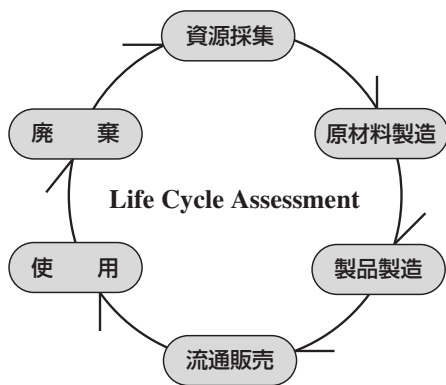 資源採集
原材料製造
製品製造
流通販売
使　用
廃　棄
Life Cycle Assessment